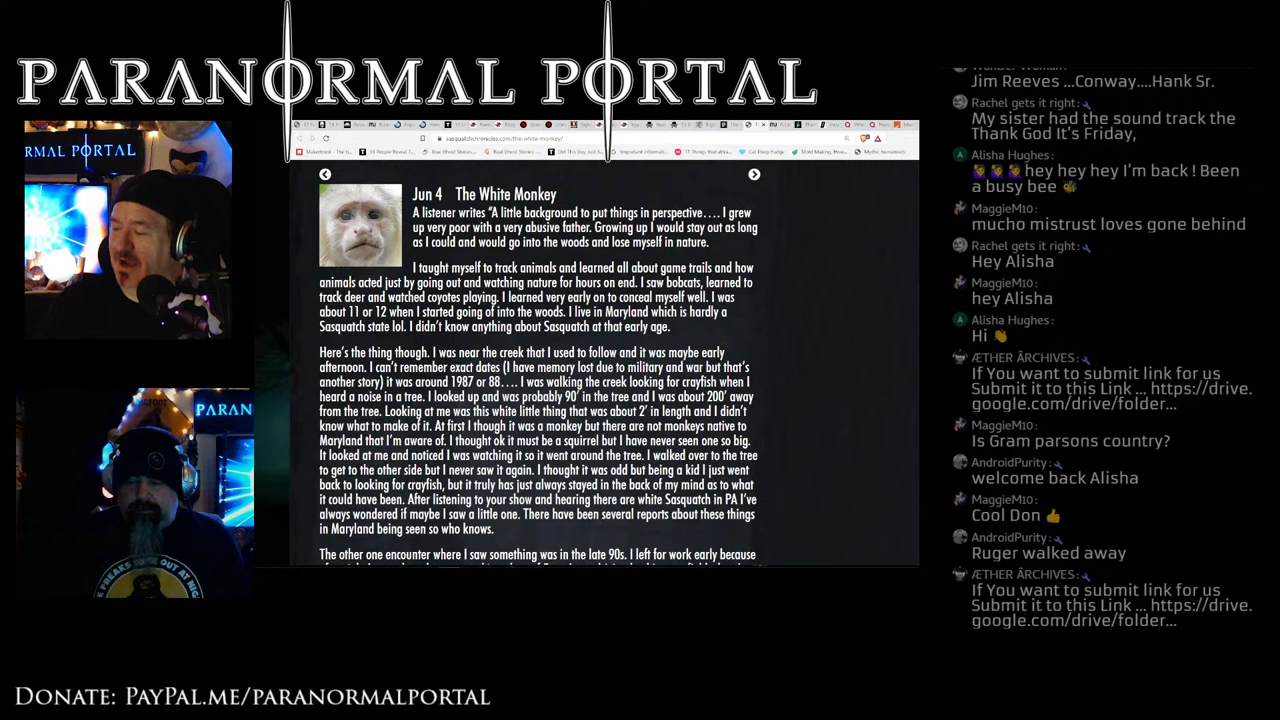 PARANORMAL PORTAL
RMAL PORTAL
PARAN
FREAKS COME OUT AT NIGHT
sasquatchchronicles.com/the-white-monkey/
Jun 4 The White Monkey
A listener writes “A little background to put things in perspective…. I grew
up very poor with a very abusive father. Growing up I would stay out as long
as I could and would go into the woods and lose myself in nature.
I taught myself to track animals and learned all about game trails and how
animals acted just by going out and watching nature for hours on end. I saw bobcats, learned to
track deer and watched coyotes playing. I learned very early on to conceal myself well. I was
about 11 or 12 when I started going of into the woods. I live in Maryland which is hardly a
Sasquatch state lol. I didn’t know anything about Sasquatch at that early age.
Here’s the thing though. I was near the creek that I used to follow and it was maybe early
afternoon. I can’t remember exact dates (I have memory lost due to military and war but that’s
another story) it was around 1987 or 88…. I was walking the creek looking for crayfish when I
heard a noise in a tree. I looked up and was probably 90’ in the tree and I was about 200’ away
from the tree. Looking at me was this white little thing that was about 2’ in length and I didn’t
know what to make of it. At first I though it was a monkey but there are not monkeys native to
Maryland that I’m aware of. I thought ok it must be a squirrel but I have never seen one so big.
It looked at me and noticed I was watching it so it went around the tree. I walked over to the tree
to get to the other side but I never saw it again. I thought it was odd but being a kid I just went
back to looking for crayfish, but it truly has just always stayed in the back of my mind as to what
it could have been. After listening to your show and hearing there are white Sasquatch in PA I’ve
always wondered if maybe I saw a little one. There have been several reports about these things
in Maryland being seen so who knows.
The other one encounter where I saw something was in the late 90s. I left for work early because
Jim Reeves ...Conway....Hank Sr.
Rachel gets it right:
My sister had the sound track the
Thank God It’s Friday,
Alisha Hughes:
hey hey hey I’m back ! Been
a busy bee
MaggieM10:
mucho mistrust loves gone behind
Rachel gets it right:
Hey Alisha
MaggieM10:
hey Alisha
Alisha Hughes:
Hi 👋
ÆTHER ÂRCHIVES:
If You want to submit link for us
Submit it to this Link ... https://drive.
google.com/drive/folder...
MaggieM10:
Is Gram parsons country?
AndroidPurity:
welcome back Alisha
MaggieM10:
Cool Don 👍
AndroidPurity:
Ruger walked away
ÆTHER ÂRCHIVES:
If You want to submit link for us
Submit it to this Link ... https://drive.
google.com/drive/folder...
DONATE: PAYPAL.ME/PARANORMALPORTAL